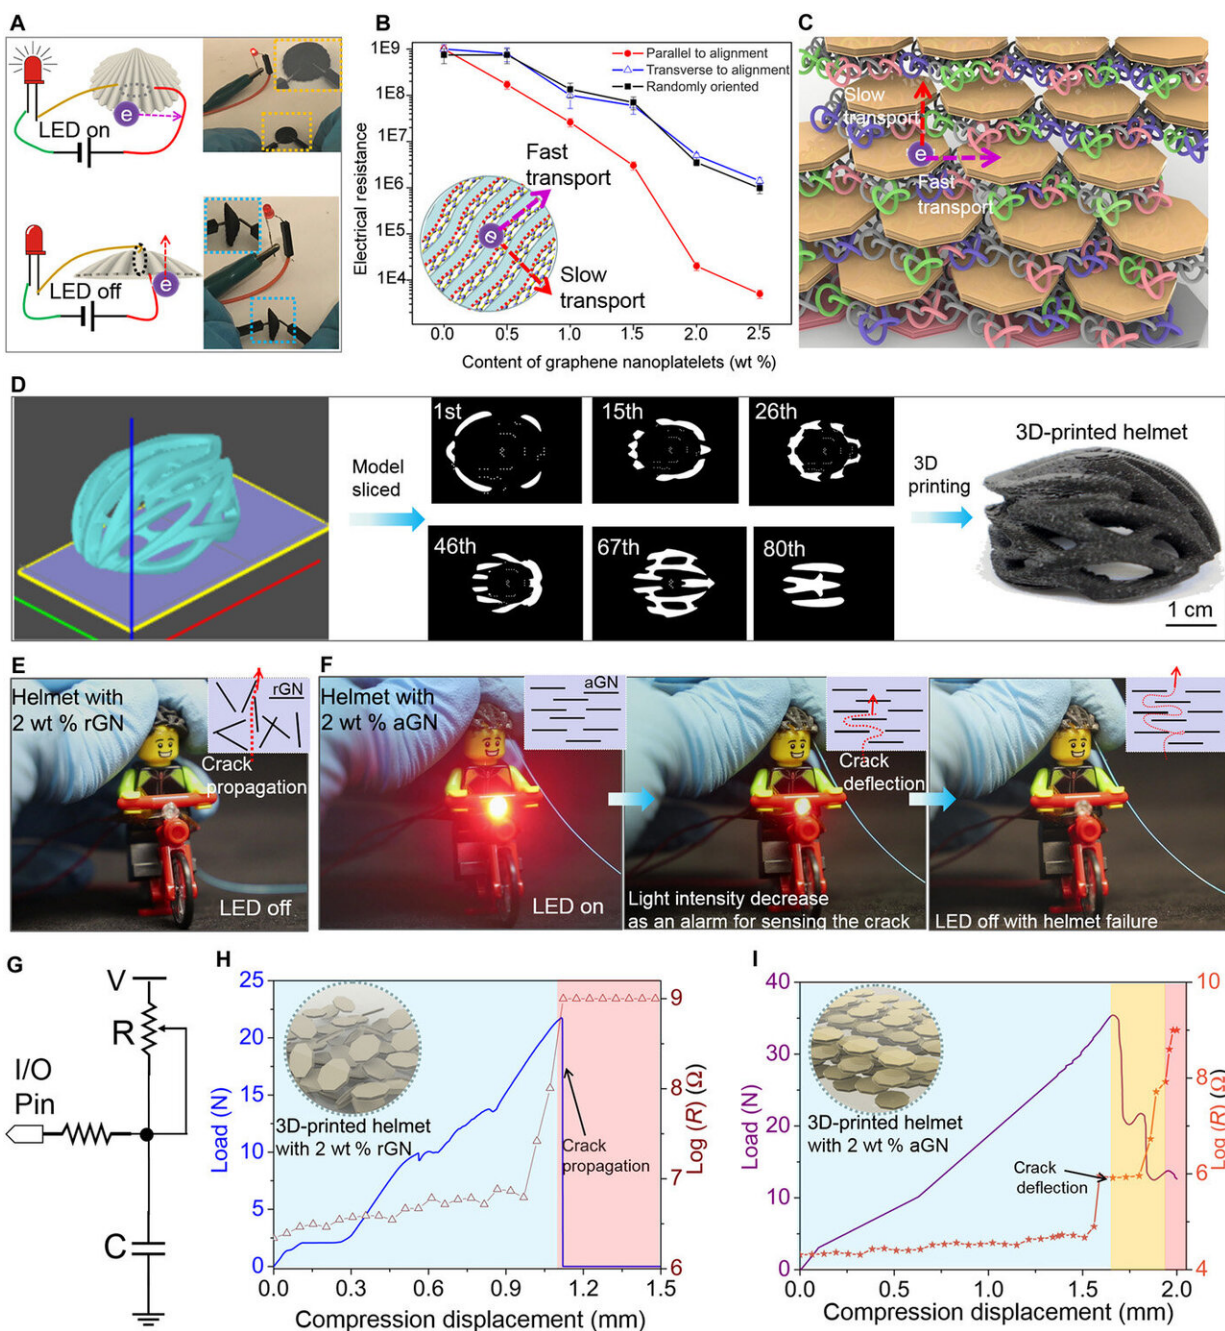 A
LED on
e
LED off
e
B
Electrical resistance
1E9
1E8
1E7
1E6
1E5
1E4
Parallel to alignment
Transverse to alignment
Randomly oriented
Fast
transport
e
Slow
transport
0.0 0.5 1.0 1.5 2.0 2.5
Content of graphene nanoplatelets (wt %)
C
Slow
transport
e
Fast
transport
D
Model
sliced
1st
15th
26th
46th
67th
80th
3D
printing
3D-printed helmet
1 cm
E
Helmet with
2 wt % rGN
rGN
Crack
propagation
LED off
F
Helmet with
2 wt % aGN
aGN
LED on
Crack
deflection
Light intensity decrease
as an alarm for sensing the crack
LED off with helmet failure
G
V
R
I/O
Pin
C
H
Load (N)
25
20
15
10
5
0
3D-printed helmet
with 2 wt % rGN
Crack
propagation
9
8
7
6
Log (R) (Ω)
0.0 0.3 0.6 0.9 1.2 1.5
Compression displacement (mm)
I
Load (N)
40
30
20
10
0
3D-printed helmet
with 2 wt % aGN
Crack
deflection
10
8
6
4
Log (R) (Ω)
0.0 0.5 1.0 1.5 2.0
Compression displacement (mm)